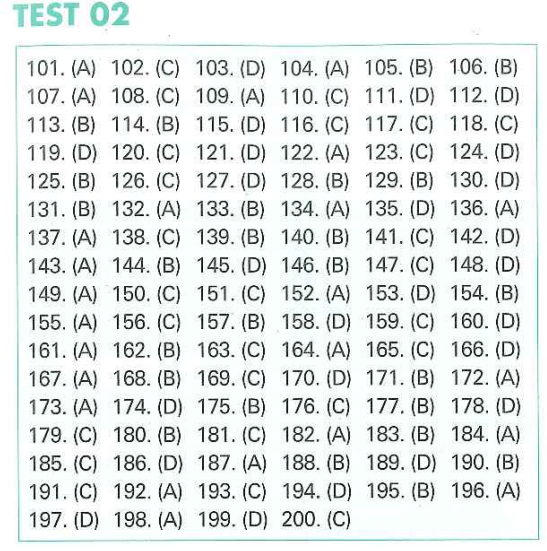 TEST 02
101. (A) 102. (C) 103. (D) 104. (A) 105. (B) 106. (B)
107. (A) 108. (C) 109. (A) 110. (C) 111. (D) 112. (D)
113. (B) 114. (B) 115. (D) 116. (C) 117. (C) 118. (C)
119. (D) 120. (C) 121. (D) 122. (A) 123. (C) 124. (D)
125. (B) 126. (C) 127. (D) 128. (B) 129. (B) 130. (D)
131. (B) 132. (A) 133. (B) 134. (A) 135. (D) 136. (A)
137. (A) 138. (C) 139. (B) 140. (B) 141. (C) 142. (D)
143. (A) 144. (B) 145. (D) 146. (B) 147. (C) 148. (D)
149. (A) 150. (C) 151. (C) 152. (A) 153. (D) 154. (B)
155. (A) 156. (C) 157. (B) 158. (D) 159. (C) 160. (D)
161. (A) 162. (B) 163. (C) 164. (A) 165. (C) 166. (D)
167. (A) 168. (B) 169. (C) 170. (D) 171. (B) 172. (A)
173. (A) 174. (D) 175. (B) 176. (C) 177. (B) 178. (D)
179. (C) 180. (B) 181. (C) 182. (A) 183. (B) 184. (A)
185. (C) 186. (D) 187. (A) 188. (B) 189. (D) 190. (B)
191. (C) 192. (A) 193. (C) 194. (D) 195. (B) 196. (A)
197. (D) 198. (A) 199. (D) 200. (C)